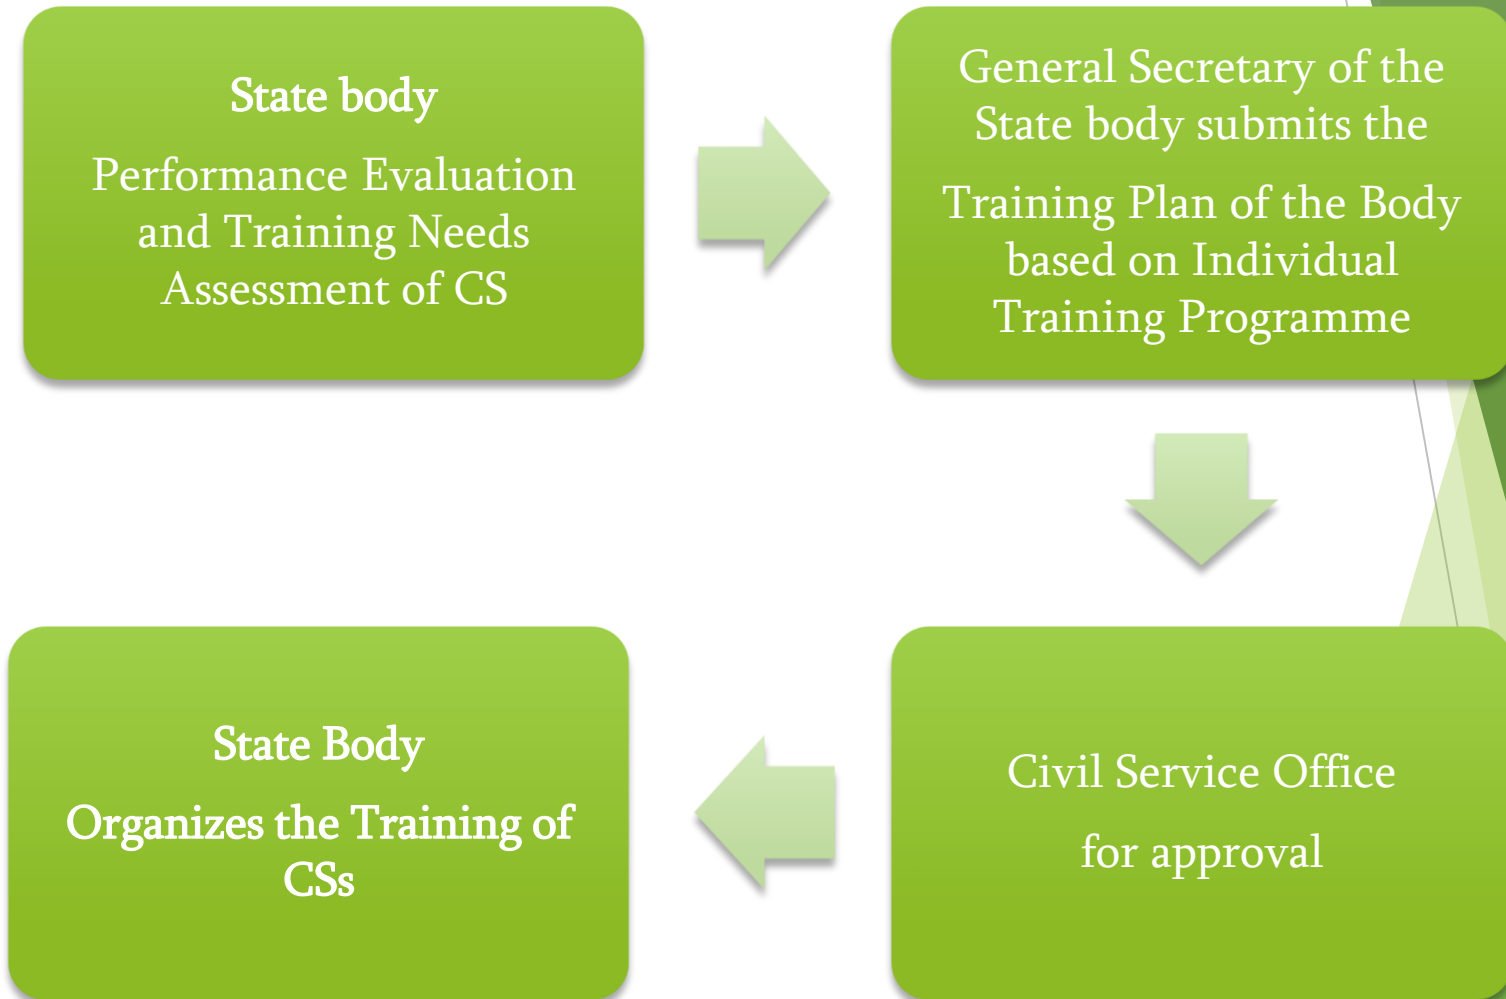 State body
Performance Evaluation
and Training Needs
Assessment of CS
General Secretary of the
State body submits the
Training Plan of the Body
based on Individual
Training Programme
Civil Service Office
for approval
State Body
Organizes the Training of
CSs